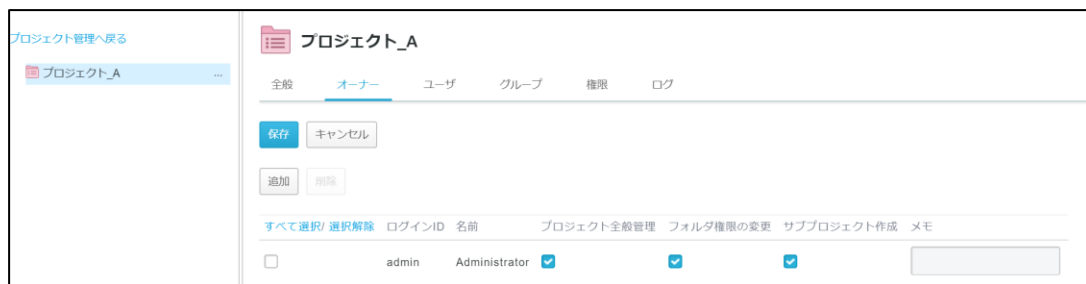 プロジェクト管理へ戻る
プロジェクト_A ...
プロジェクト_A
全般 オーナー ユーザ グループ 権限 ログ
保存 キャンセル
追加 削除
すべて選択/ 選択解除 ログインID 名前 プロジェクト全般管理 フォルダ権限の変更 サブプロジェクト作成 メモ
admin Administrator